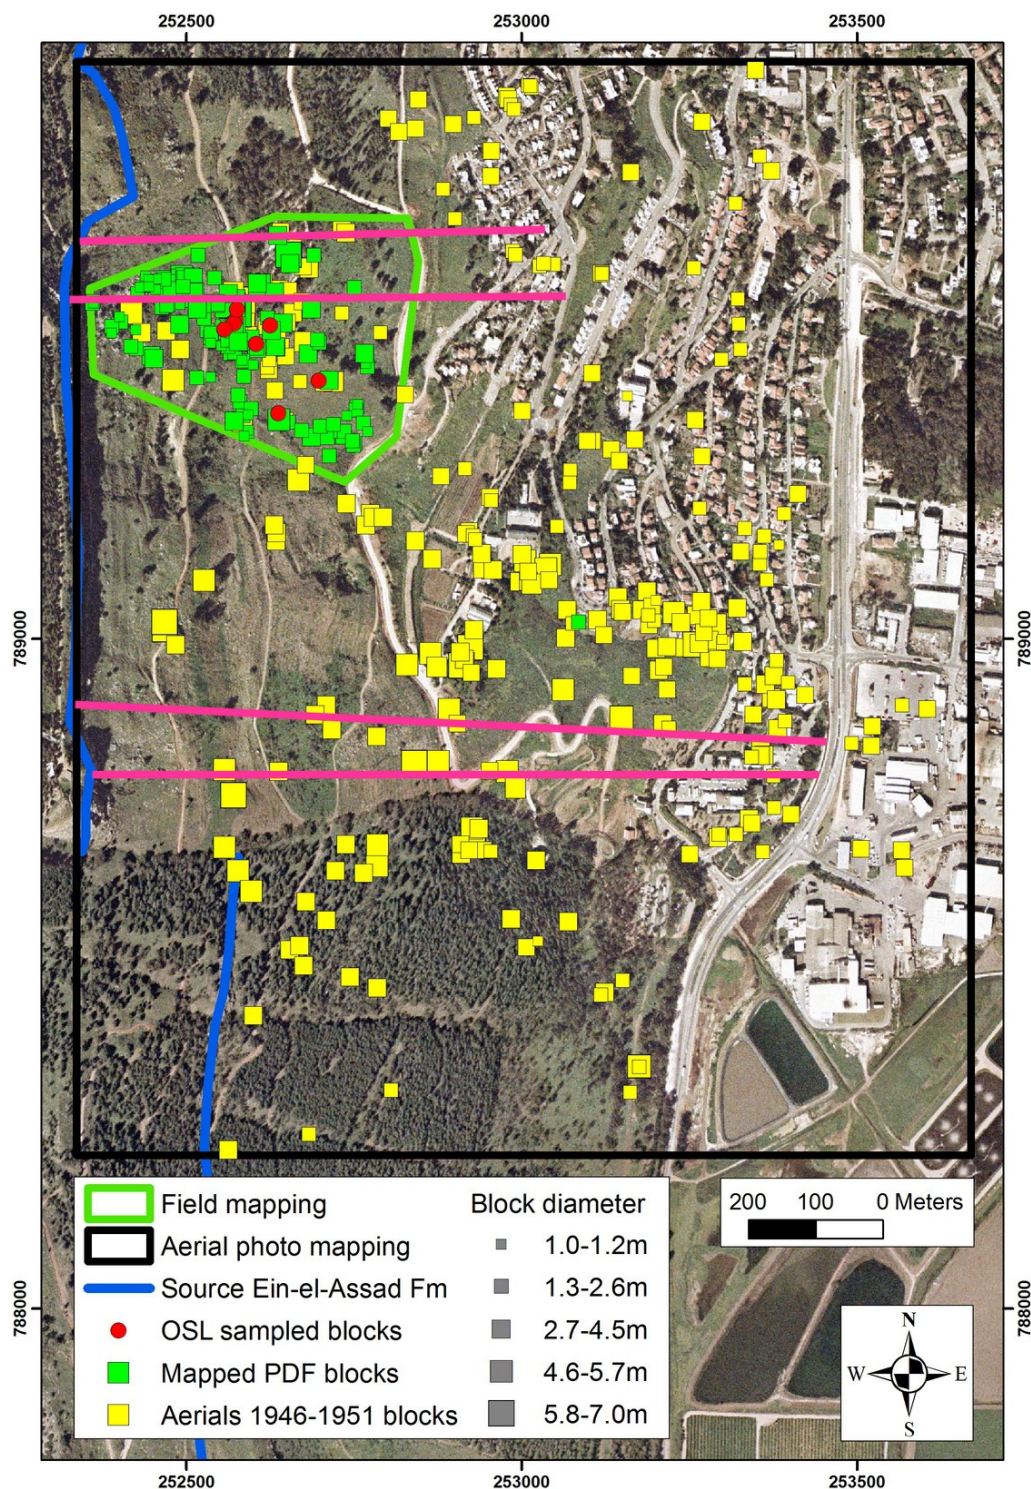 252500 253000 253500
789000 789000
788000 788000
Field mapping
Aerial photo mapping
Source Ein-el-Assad Fm
OSL sampled blocks
Mapped PDF blocks
Aerials 1946-1951 blocks
Block diameter
1.0-1.2m
1.3-2.6m
2.7-4.5m
4.6-5.7m
5.8-7.0m
200 100 0 Meters
N
W E
S
252500 253000 253500